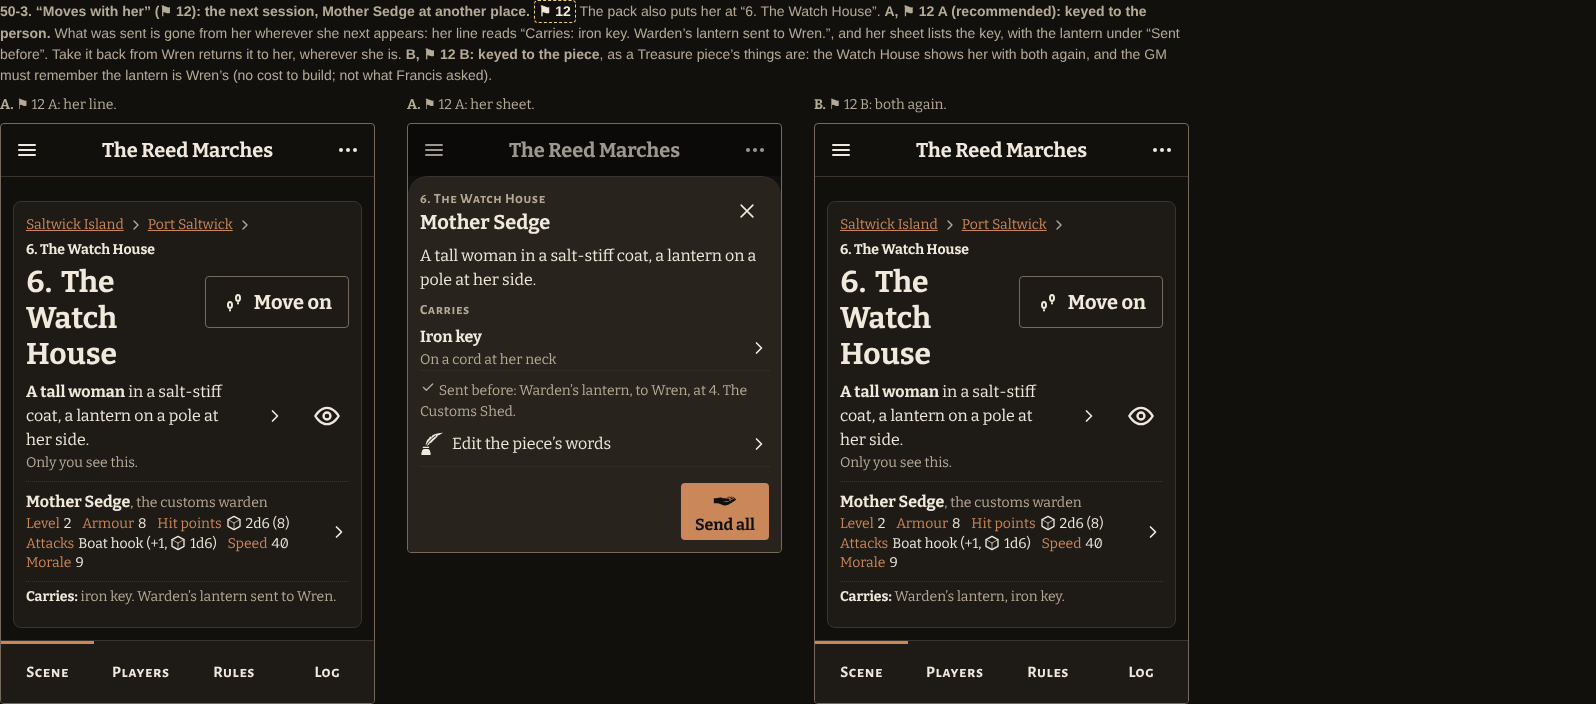 50-3. “Moves with her” (⚑ 12): the next session, Mother Sedge at another place. ⚑ 12 The pack also puts her at “6. The Watch House”. A, ⚑ 12 A (recommended): keyed to the
person. What was sent is gone from her wherever she next appears: her line reads “Carries: iron key. Warden’s lantern sent to Wren.”, and her sheet lists the key, with the lantern under “Sent
before”. Take it back from Wren returns it to her, wherever she is. B, ⚑ 12 B: keyed to the piece, as a Treasure piece’s things are: the Watch House shows her with both again, and the GM
must remember the lantern is Wren’s (no cost to build; not what Francis asked).
A. ⚑ 12 A: her line.
The Reed Marches
Saltwick Island > Port Saltwick >
6. The Watch House
6. The
Watch
House
Move on
A tall woman in a salt-stiff
coat, a lantern on a pole at
her side.
Only you see this.
Mother Sedge, the customs warden
Level 2 Armour 8 Hit points 2d6 (8)
Attacks Boat hook (+1, 1d6) Speed 40
Morale 9
Carries: iron key. Warden’s lantern sent to Wren.
Scene Players Rules Log
A. ⚑ 12 A: her sheet.
The Reed Marches
6. The Watch House
Mother Sedge
A tall woman in a salt-stiff coat, a lantern on a
pole at her side.
Carries
Iron key
On a cord at her neck
Sent before: Warden’s lantern, to Wren, at 4. The
Customs Shed.
Edit the piece’s words
Send all
B. ⚑ 12 B: both again.
The Reed Marches
Saltwick Island > Port Saltwick >
6. The Watch House
6. The
Watch
House
Move on
A tall woman in a salt-stiff
coat, a lantern on a pole at
her side.
Only you see this.
Mother Sedge, the customs warden
Level 2 Armour 8 Hit points 2d6 (8)
Attacks Boat hook (+1, 1d6) Speed 40
Morale 9
Carries: Warden’s lantern, iron key.
Scene Players Rules Log